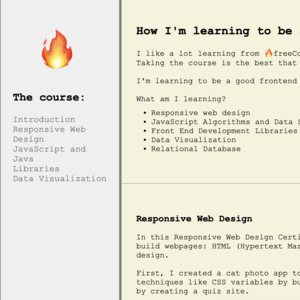 The course:
Introduction
Responsive Web
Design
JavaScript and
Java
Libraries
Data Visualization
How I'm learning to be
I like a lot learning from 🔥freeCo
Taking the course is the best that
I'm learning to be a good frontend
What am I learning?
• Responsive web design
• JavaScript Algorithms and Data S
• Front End Development Libraries
• Data Visualization
• Relational Database
Responsive Web Design
In this Responsive Web Design Certi
build webpages: HTML (Hypertext Mar
design.
First, I created a cat photo app to
techniques like CSS variables by bu
by creating a quiz site.